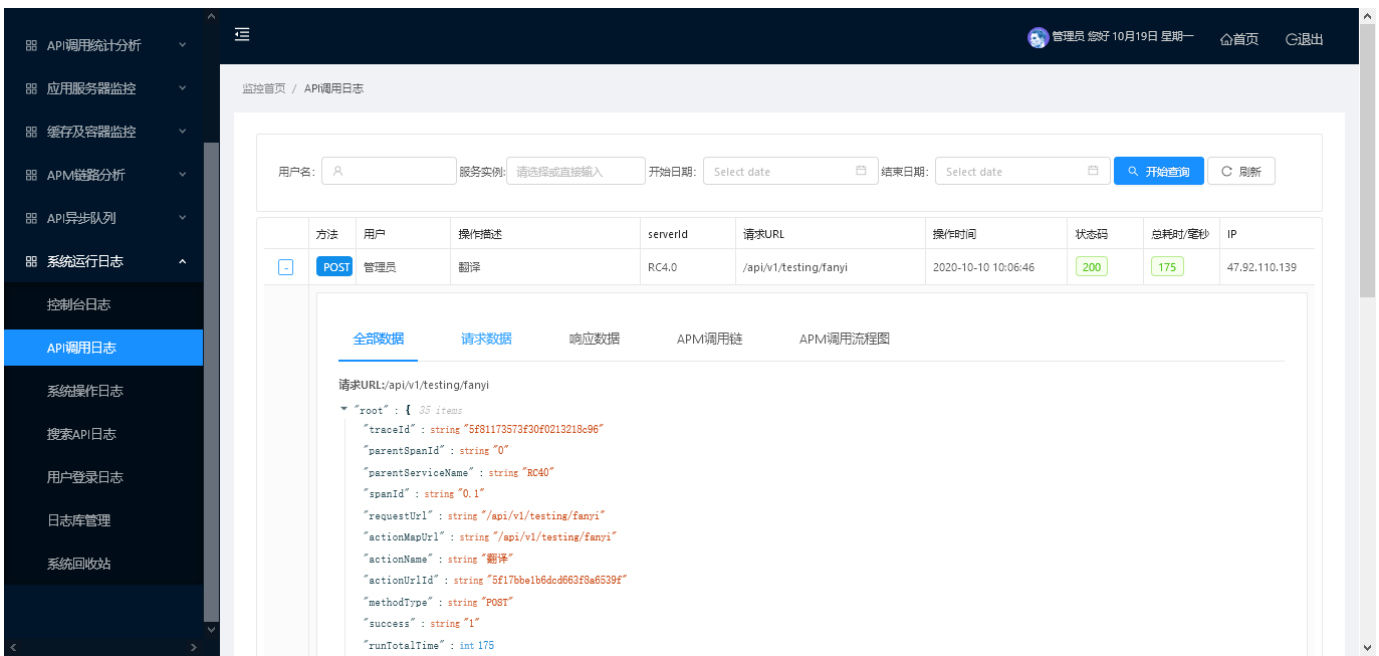 API调用统计分析
应用服务器监控
缓存及容器监控
APM链路分析
API异步队列
系统运行日志
控制台日志
API调用日志
系统操作日志
搜索API日志
用户登录日志
日志库管理
系统回收站
管理员 您好 10月19日 星期一 首页 退出
监控首页 / API调用日志
用户名: 服务实例: 请选择或直接输入 开始日期: Select date 结束日期: Select date 开始查询 刷新
方法 用户 操作描述 serverId 请求URL 操作时间 状态码 总耗时/毫秒 IP
- POST 管理员 翻译 RC4.0 /api/v1/testing/fanyi 2020-10-10 10:06:46 200 175 47.92.110.139
全部数据 请求数据 响应数据 APM调用链 APM调用流程图
请求URL:/api/v1/testing/fanyi
"root" : { 35 items
"traceId" : string "5f81173573f30f0213218c96"
"parentSpanId" : string "0"
"parentServiceName" : string "RC40"
"spanId" : string "0.1"
"requestUrl" : string "/api/v1/testing/fanyi"
"actionMapUrl" : string "/api/v1/testing/fanyi"
"actionName" : string "翻译"
"actionUrlId" : string "5f17bbe1b6dcd663f8a6539f"
"methodType" : string "POST"
"success" : string "1"
"runTotalTime" : int 175